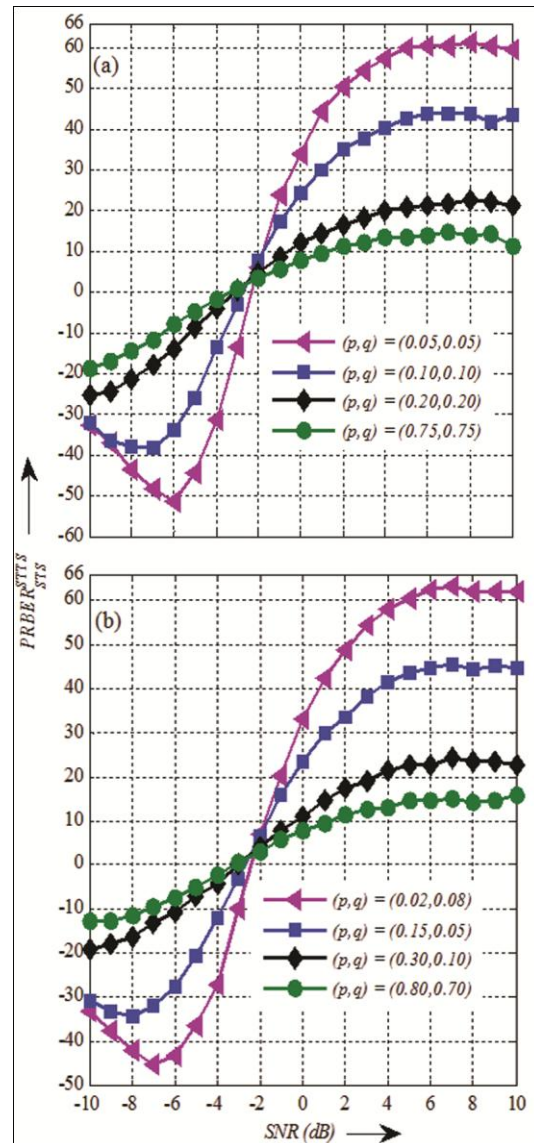 66
60
(a)
50
40
30
20
10
0
-10
(p,q) = (0.05,0.05)
-20
(p,q) = (0.10,0.10)
-30
(p,q) = (0.20,0.20)
-40
(p,q) = (0.75,0.75)
-50
-60
PRBER STTS STS
66
60
(b)
50
40
30
20
10
0
-10
(p,q) = (0.02,0.08)
-20
(p,q) = (0.15,0.05)
-30
(p,q) = (0.30,0.10)
-40
(p,q) = (0.80,0.70)
-50
-10 -8 -6 -4 -2 0 2 4 6 8 10
SNR (dB)